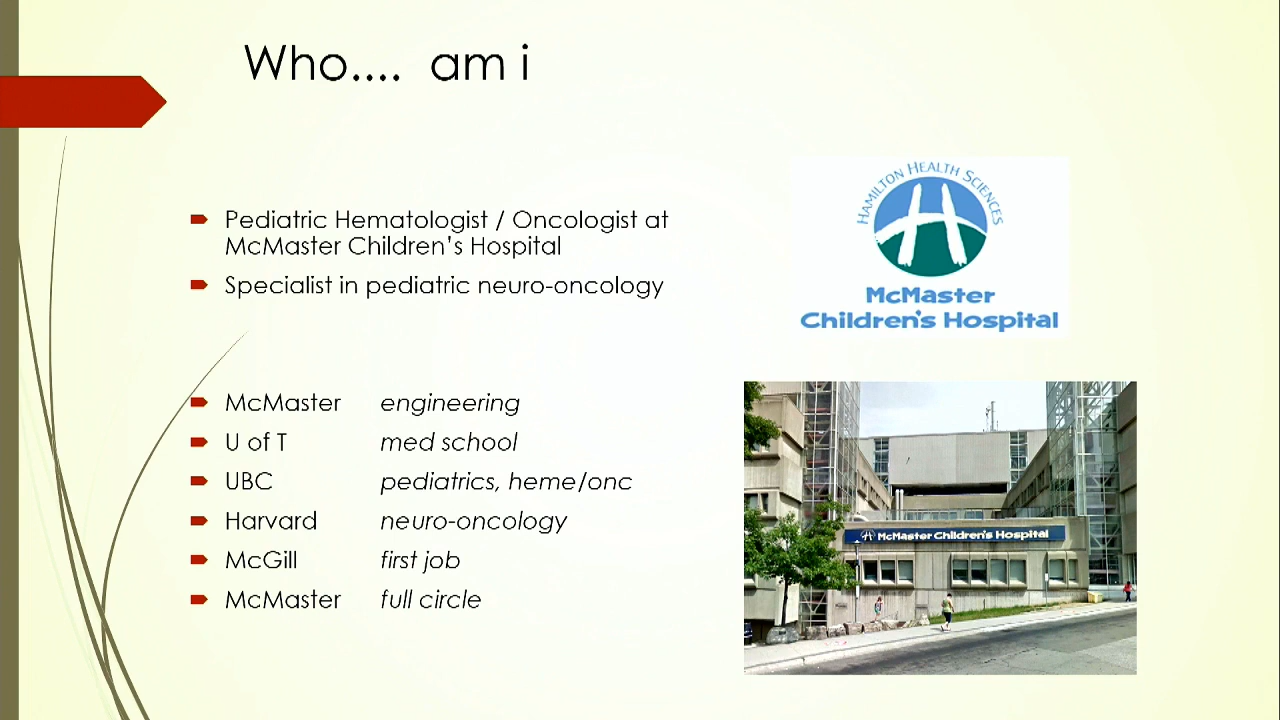 Who.... am i
Pediatric Hematologist / Oncologist at
McMaster Children's Hospital
Specialist in pediatric neuro-oncology
McMaster engineering
U of T med school
UBC pediatrics, heme/onc
Harvard neuro-oncology
McGill first job
McMaster full circle
HAMILTON HEALTH SCIENCES
McMaster
Children's Hospital
McMaster Children's Hospital